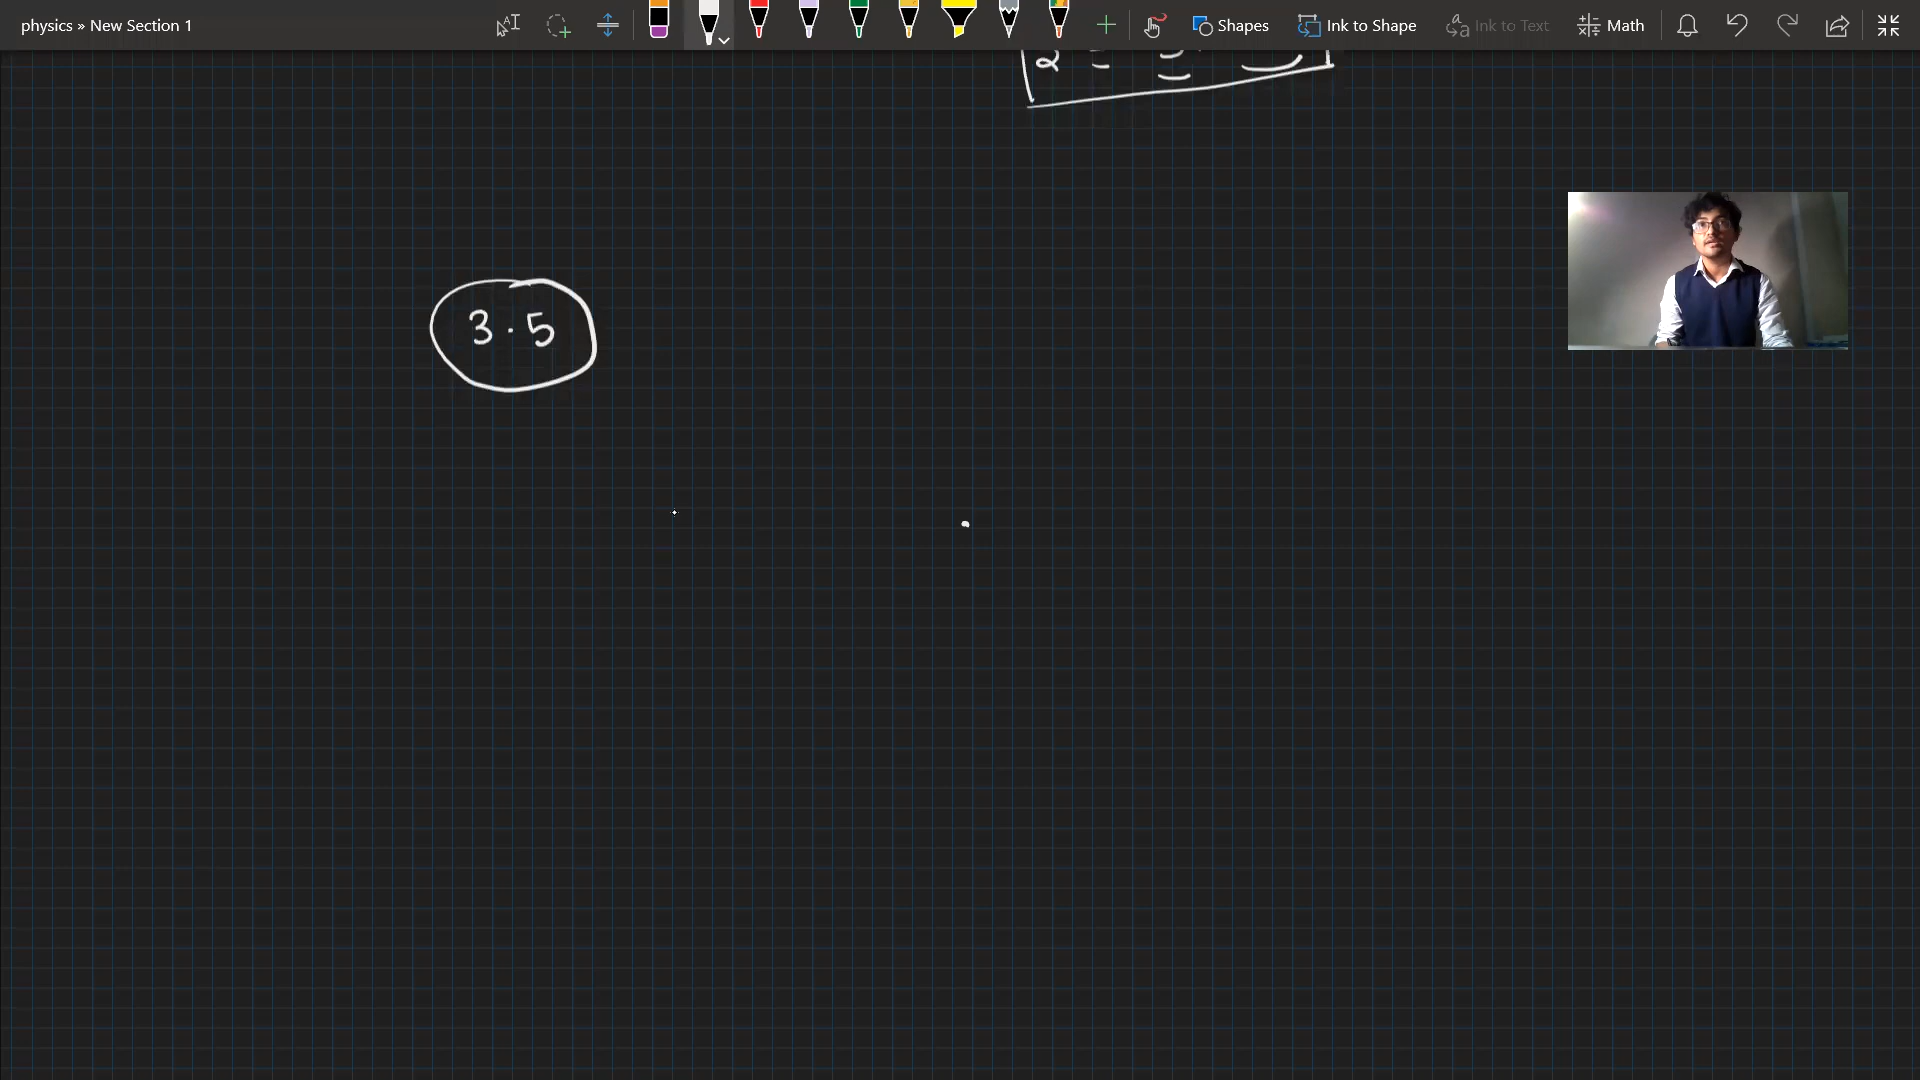 physics » New Section 1
Shapes
Ink to Shape
Ink to Text
Math
3.5